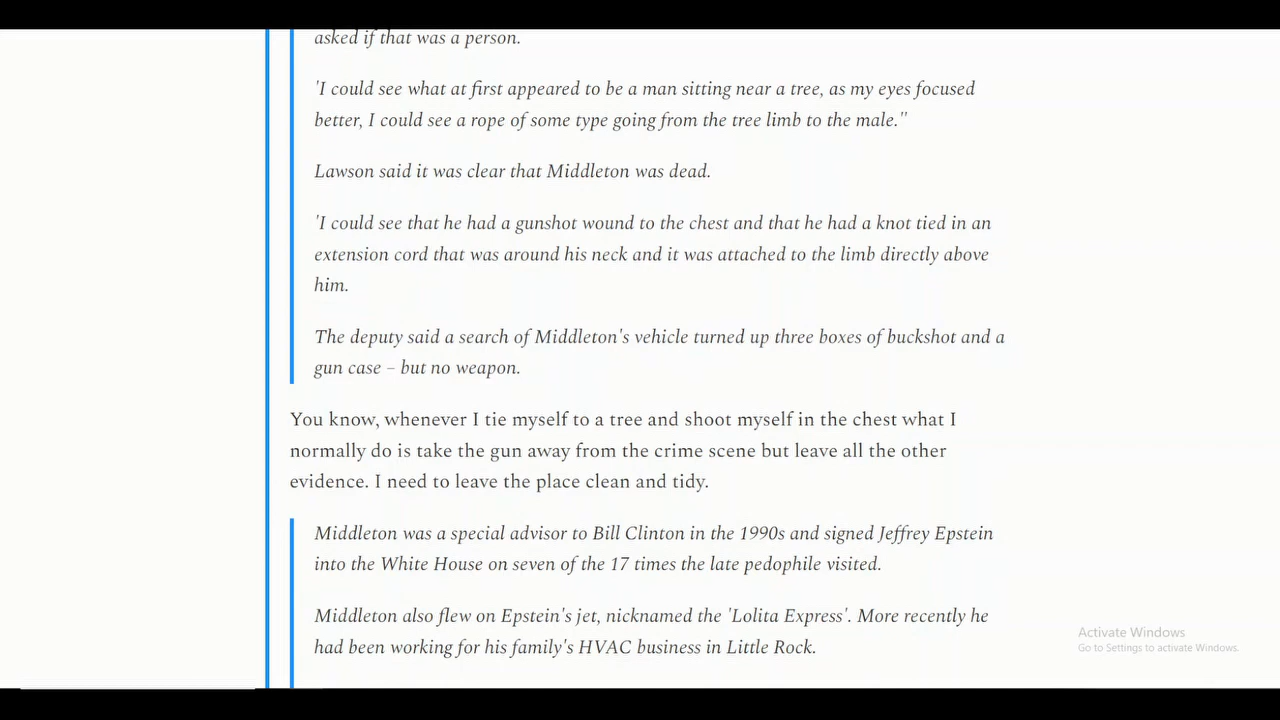 asked if that was a person.
'I could see what at first appeared to be a man sitting near a tree, as my eyes focused
better, I could see a rope of some type going from the tree limb to the male.''
Lawson said it was clear that Middleton was dead.
'I could see that he had a gunshot wound to the chest and that he had a knot tied in an
extension cord that was around his neck and it was attached to the limb directly above
him.
The deputy said a search of Middleton's vehicle turned up three boxes of buckshot and a
gun case – but no weapon.
You know, whenever I tie myself to a tree and shoot myself in the chest what I
normally do is take the gun away from the crime scene but leave all the other
evidence. I need to leave the place clean and tidy.
Middleton was a special advisor to Bill Clinton in the 1990s and signed Jeffrey Epstein
into the White House on seven of the 17 times the late pedophile visited.
Middleton also flew on Epstein's jet, nicknamed the 'Lolita Express'. More recently he
had been working for his family's HVAC business in Little Rock.
Activate Windows
Go to Settings to activate Windows.